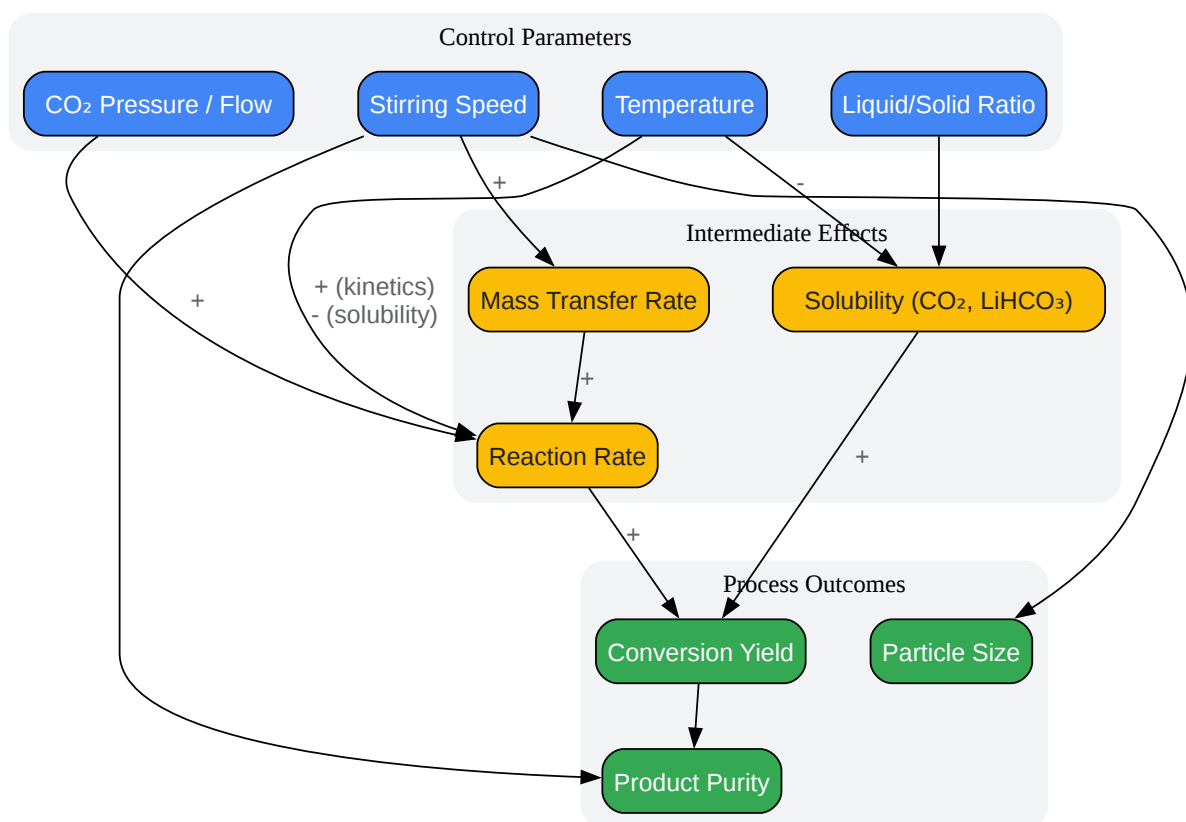 Control Parameters
CO₂ Pressure / Flow
Stirring Speed
Temperature
Liquid/Solid Ratio
+
-
Intermediate Effects
+ (kinetics)
- (solubility)
+
Mass Transfer Rate
Solubility (CO₂, LiHCO₃)
+
Reaction Rate
+
+
Process Outcomes
Conversion Yield
Particle Size
Product Purity